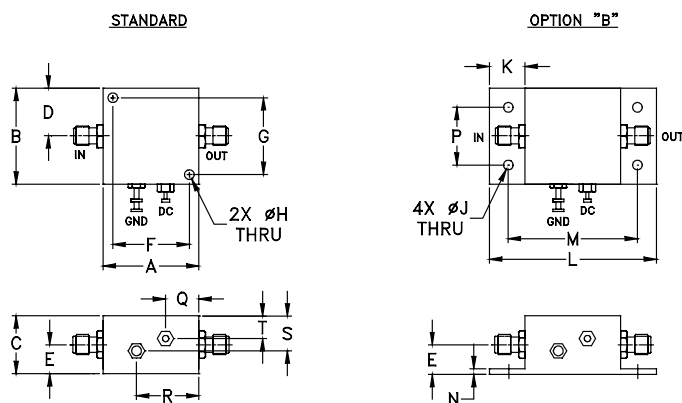 STANDARD
OPTION "B"
K
D
B
G
P
IN
OUT
IN
OUT
GND
DC
2X øH
THRU
GND
DC
4X øJ
THRU
F
A
M
L
Q
T
S
C
E
R
E
N